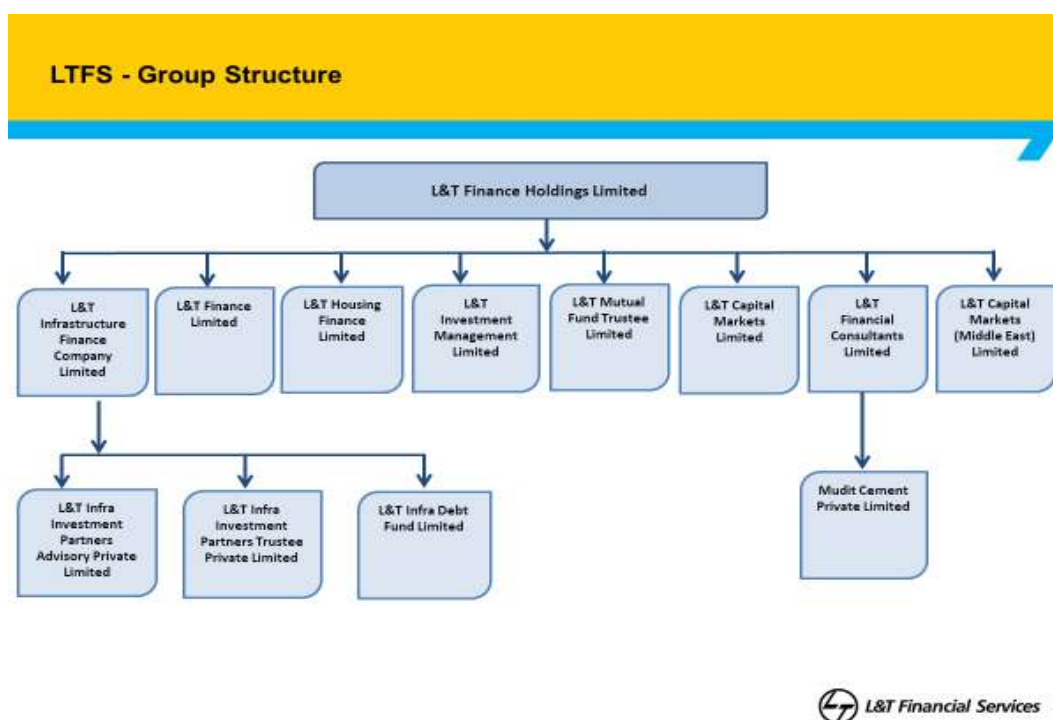 LTFS - Group Structure
L&T Finance Holdings Limited
L&T
Infrastructure
Finance
Company
Limited
L&T Finance
Limited
L&T Housing
Finance
Limited
L&T
Investment
Management
Limited
L&T Mutual
Fund Trustee
Limited
L&T Capital
Markets
Limited
L&T
Financial
Consultants
Limited
L&T Capital
Markets
(Middle East)
Limited
L&T Infra
Investment
Partners
Advisory Private
Limited
L&T Infra
Investment
Partners Trustee
Private Limited
L&T Infra Debt
Fund Limited
Mudit Cement
Private Limited
LT L&T Financial Services